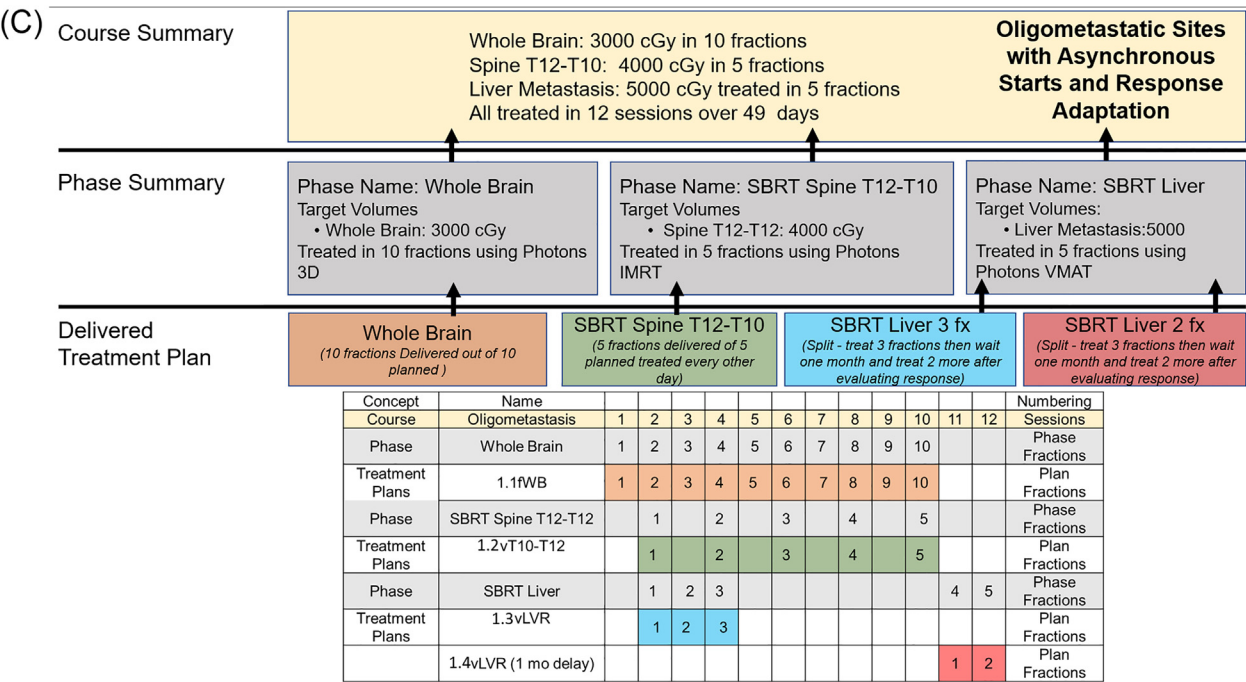 (C)
Course Summary
Whole Brain: 3000 cGy in 10 fractions
Spine T12-T10: 4000 cGy in 5 fractions
Liver Metastasis: 5000 cGy treated in 5 fractions
All treated in 12 sessions over 49 days
Oligometastatic Sites
with Asynchronous
Starts and Response
Adaptation
Phase Summary
Phase Name: Whole Brain
Target Volumes
• Whole Brain: 3000 cGy
Treated in 10 fractions using Photons
3D
Phase Name: SBRT Spine T12-T10
Target Volumes
• Spine T12-T12: 4000 cGy
Treated in 5 fractions using Photons
IMRT
Phase Name: SBRT Liver
Target Volumes:
• Liver Metastasis:5000
Treated in 5 fractions using
Photons VMAT
Delivered
Treatment Plan
Whole Brain
(10 fractions Delivered out of 10
planned )
SBRT Spine T12-T10
(5 fractions delivered of 5
planned treated every other
day)
SBRT Liver 3 fx
(Split - treat 3 fractions then wait
one month and treat 2 more after
evaluating response)
SBRT Liver 2 fx
(Split - treat 3 fractions then wait
one month and treat 2 more after
evaluating response)
Concept Name Numbering
Course Oligometastasis 1 2 3 4 5 6 7 8 9 10 11 12 Sessions
Phase Whole Brain 1 2 3 4 5 6 7 8 9 10 Phase
Fractions
Treatment
Plans 1.1fWB 1 2 3 4 5 6 7 8 9 10 Plan
Fractions
Phase SBRT Spine T12-T12 1 2 3 4 5 Phase
Fractions
Treatment
Plans 1.2vT10-T12 1 2 3 4 5 Plan
Fractions
Phase SBRT Liver 1 2 3 4 5 Phase
Fractions
Treatment
Plans 1.3vLVR 1 2 3 Plan
Fractions
1.4vLVR (1 mo delay) 1 2 Plan
Fractions